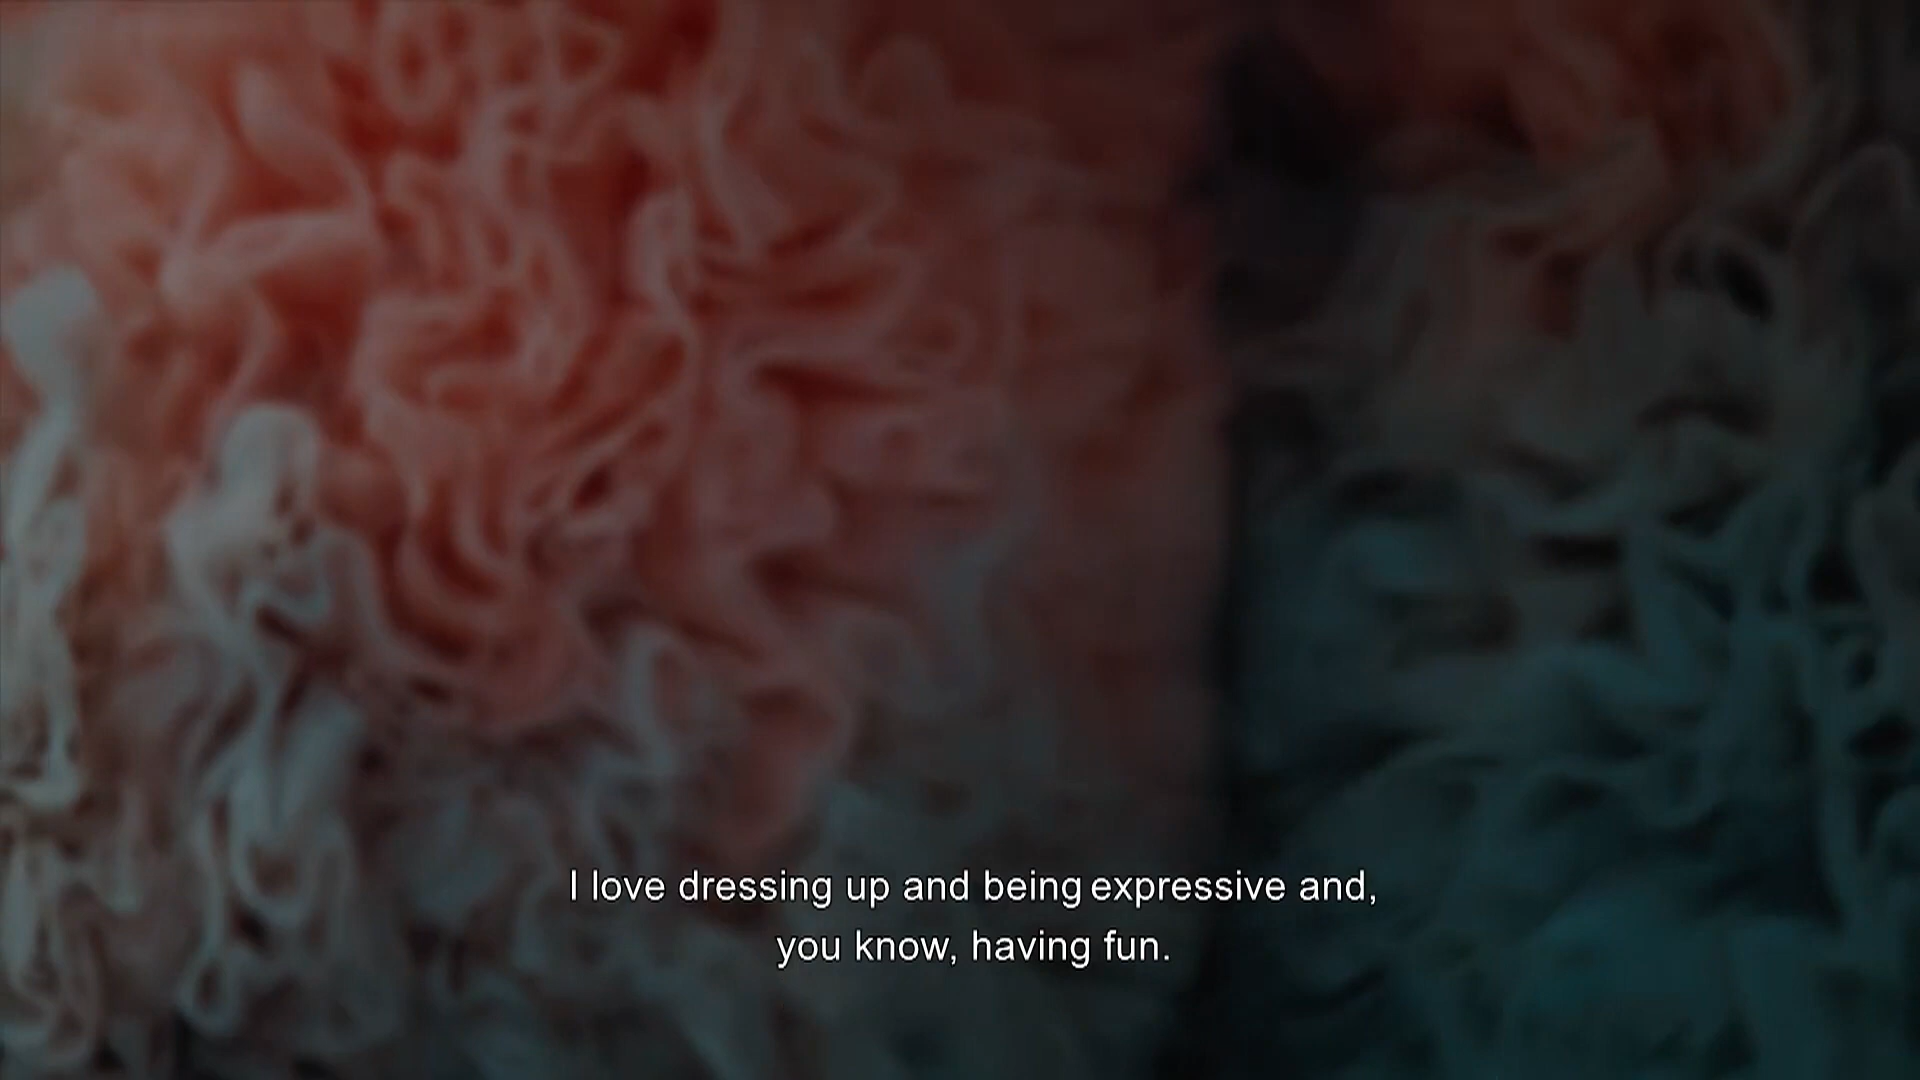 I love dressing up and being expressive and,
you know, having fun.